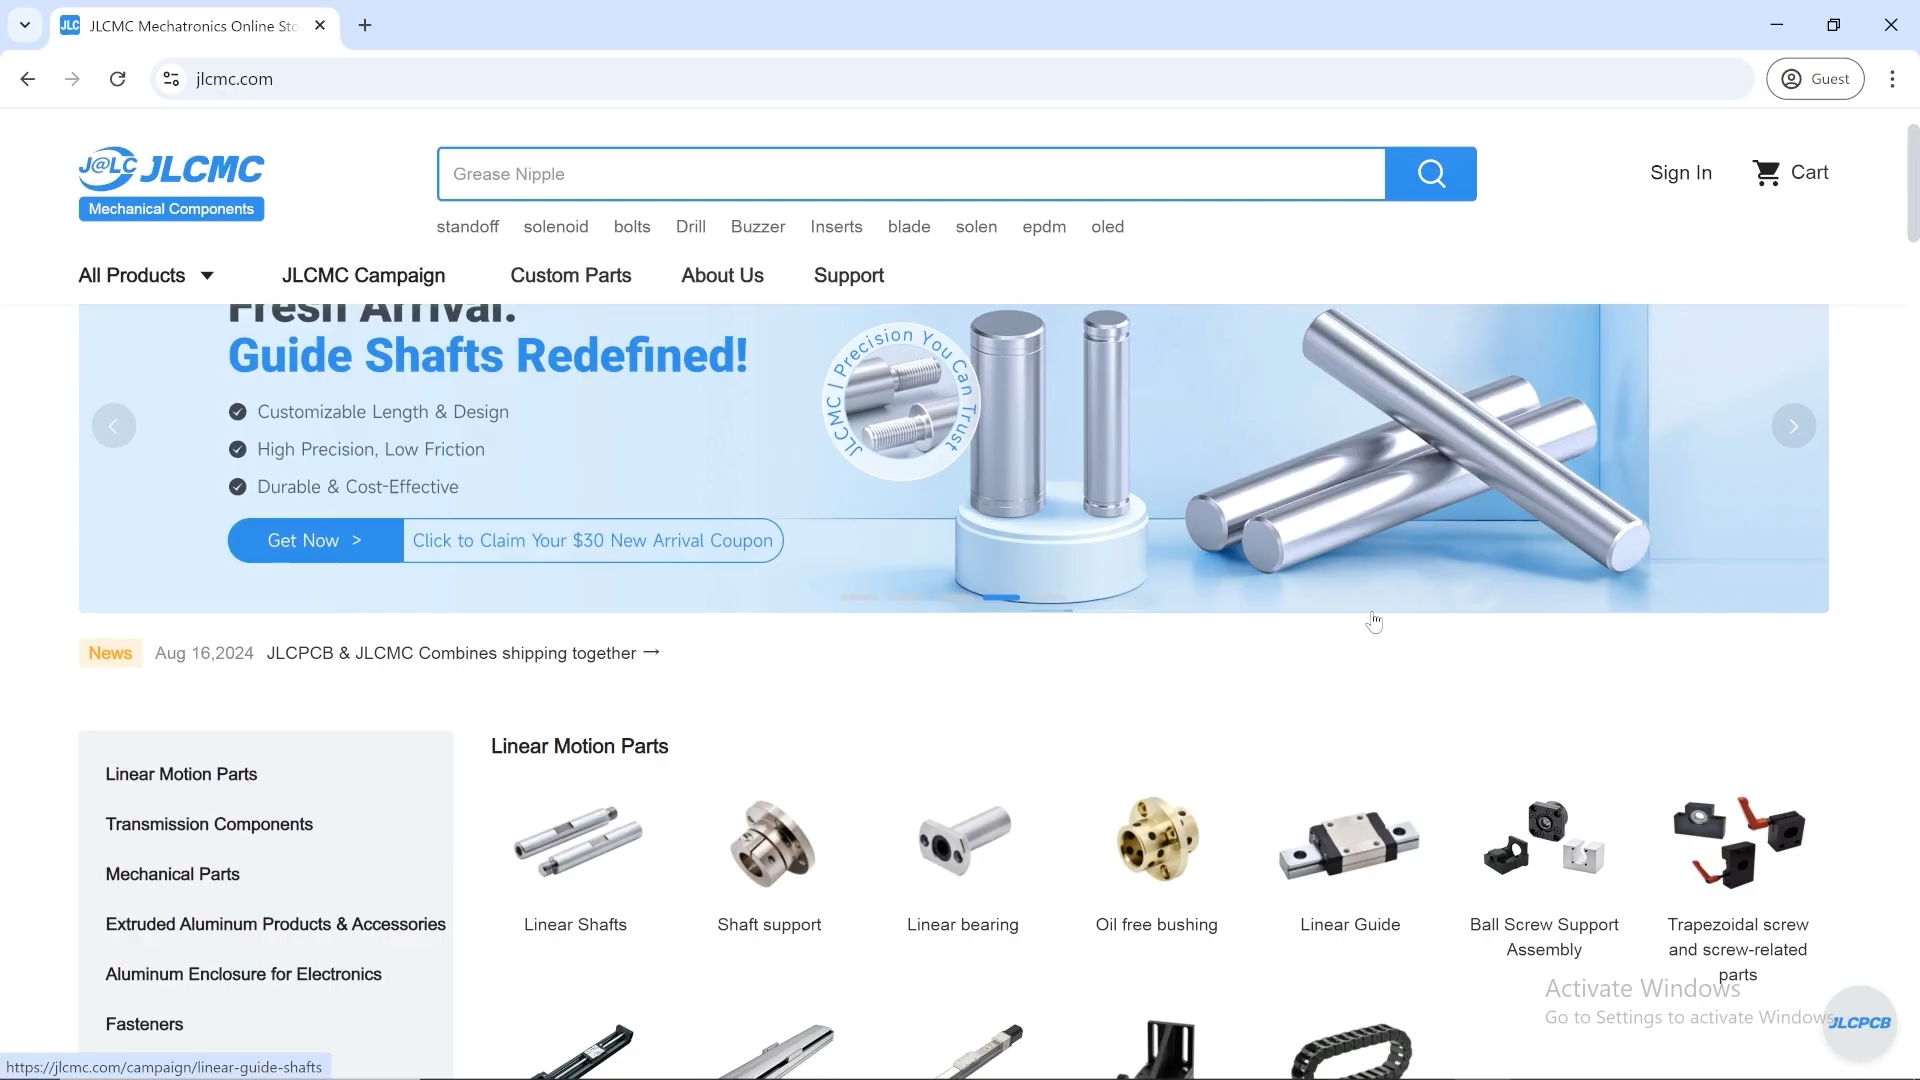 JLC JLCMC Mechatronics Online Sto
jlcmc.com
Guest
J@LC JLCMC
Mechanical Components
Grease Nipple
Sign In
Cart
standoff solenoid bolts Drill Buzzer Inserts blade solen epdm oled
All Products
JLCMC Campaign
Custom Parts
About Us
Support
Fresh Arrival.
Guide Shafts Redefined!
Customizable Length & Design
High Precision, Low Friction
Durable & Cost-Effective
Get Now >
Click to Claim Your $30 New Arrival Coupon
JLCMC | Precision You Can Trust
News Aug 16,2024 JLCPCB & JLCMC Combines shipping together →
Linear Motion Parts
Transmission Components
Mechanical Parts
Extruded Aluminum Products & Accessories
Aluminum Enclosure for Electronics
Fasteners
Linear Motion Parts
Linear Shafts
Shaft support
Linear bearing
Oil free bushing
Linear Guide
Ball Screw Support
Assembly
Trapezoidal screw
and screw-related
parts
Activate Windows
Go to Settings to activate Windows
JLCPCB
https://jlcmc.com/campaign/linear-guide-shafts